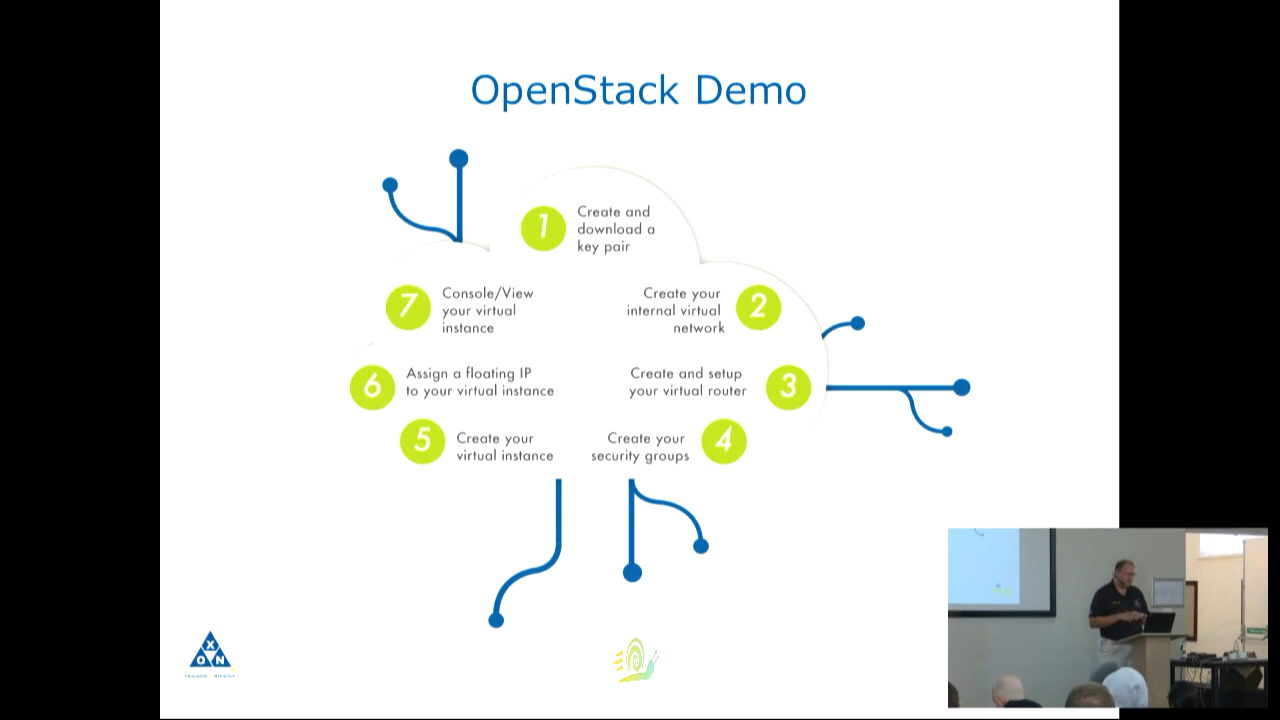 OpenStack Demo
1
Create and
download a
key pair
2
Create your
internal virtual
network
3
Create and setup
your virtual router
4
Create your
security groups
5
Create your
virtual instance
6
Assign a floating IP
to your virtual instance
7
Console/View
your virtual
instance
X
O N